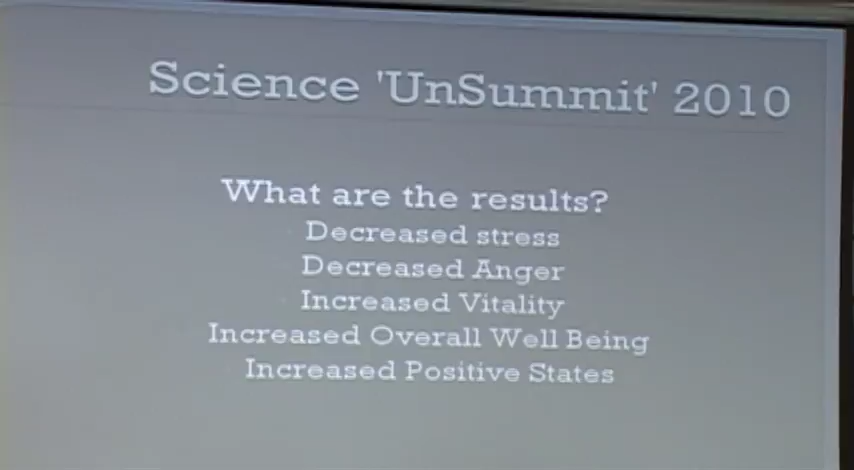 Science 'UnSummit' 2010
What are the results?
Decreased stress
Decreased Anger
Increased Vitality
Increased Overall Well Being
Increased Positive States